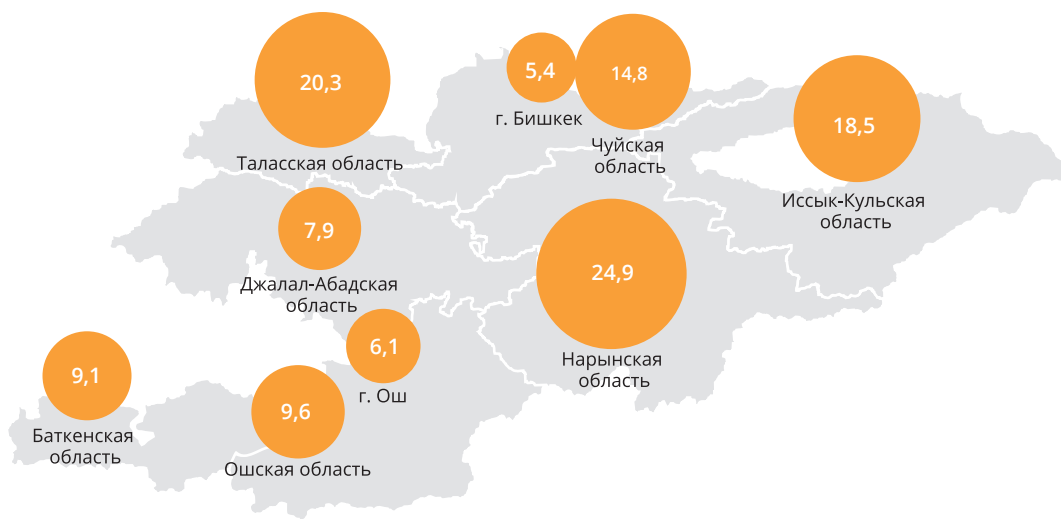 20,3
Таласская область
5,4
г. Бишкек
14,8
Чуйская
область
18,5
Иссык-Кульская
область
7,9
Джалал-Абадская
область
24,9
Нарынская
область
6,1
г. Ош
9,1
Баткенская
область
9,6
Ошская область